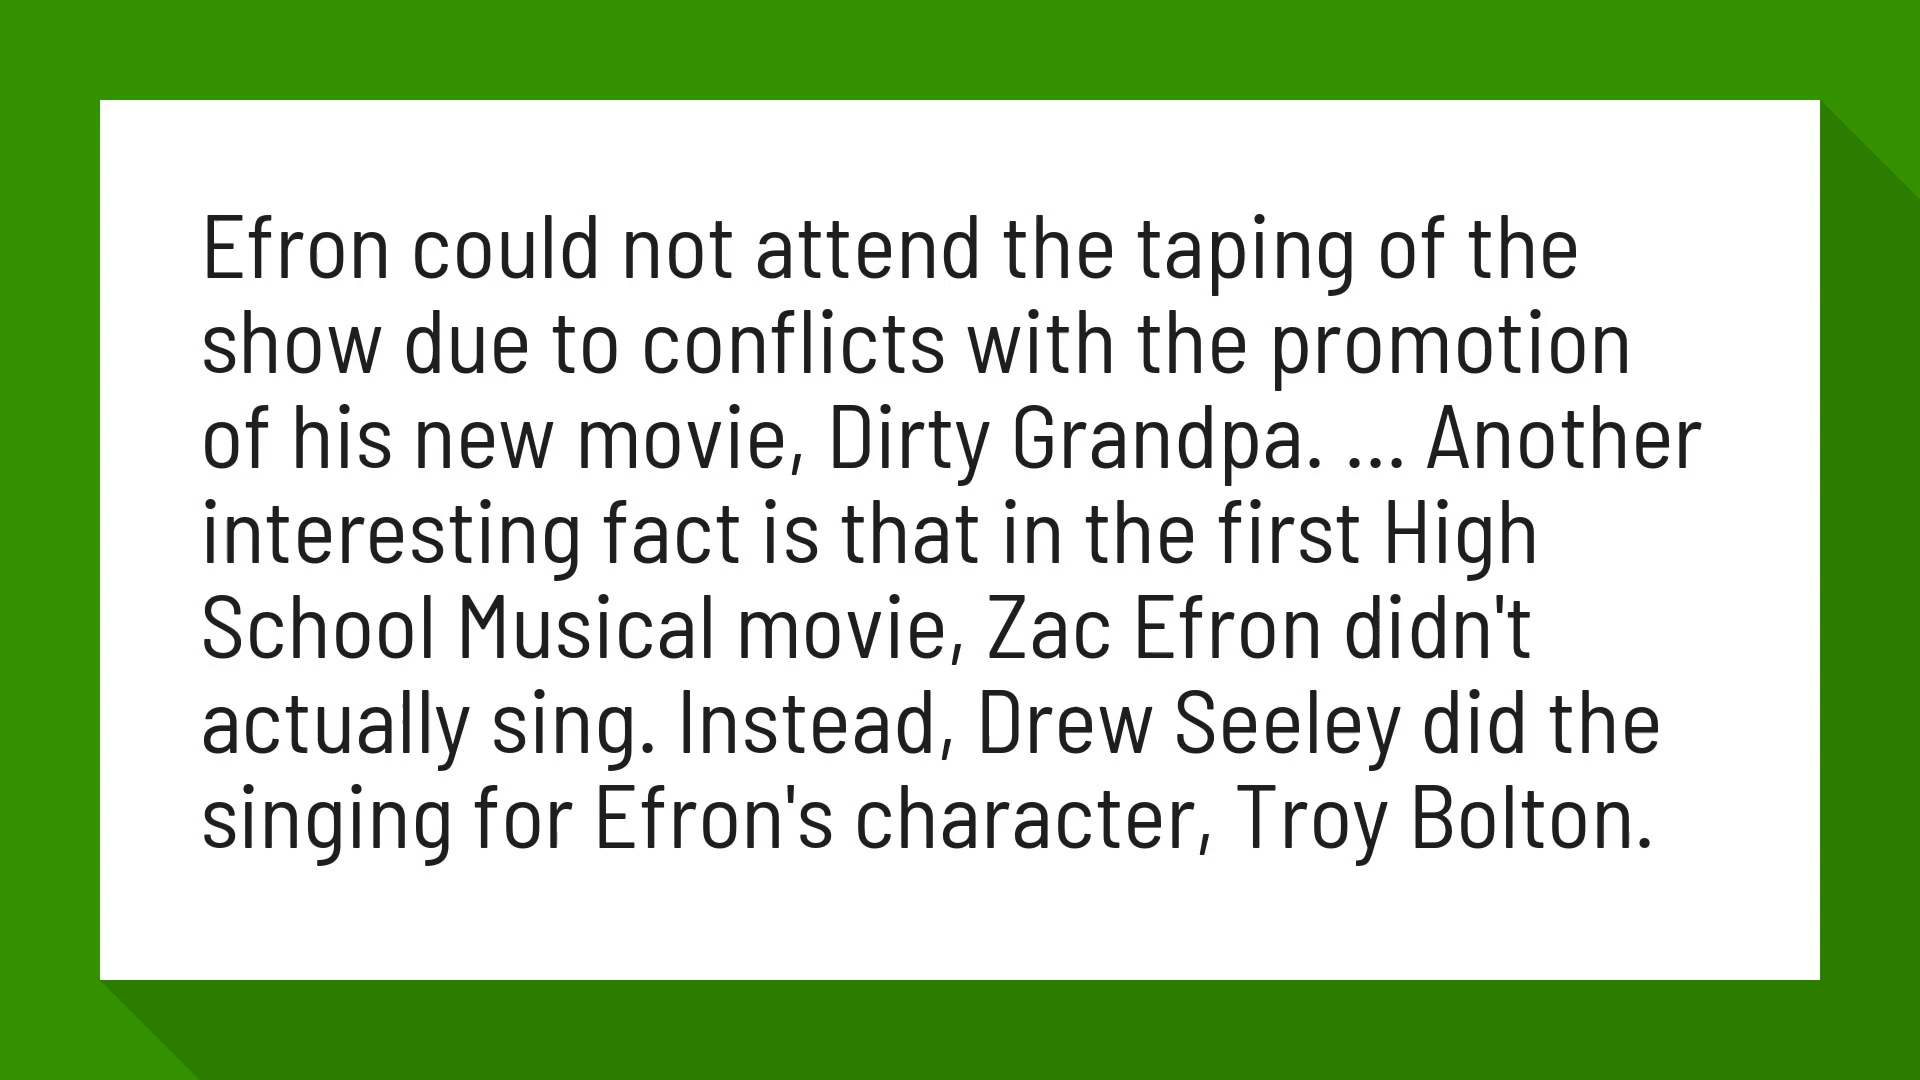 Efron could not attend the taping of the
show due to conflicts with the promotion
of his new movie, Dirty Grandpa. ... Another
interesting fact is that in the first High
School Musical movie, Zac Efron didn't
actually sing. Instead, Drew Seeley did the
singing for Efron's character, Troy Bolton.